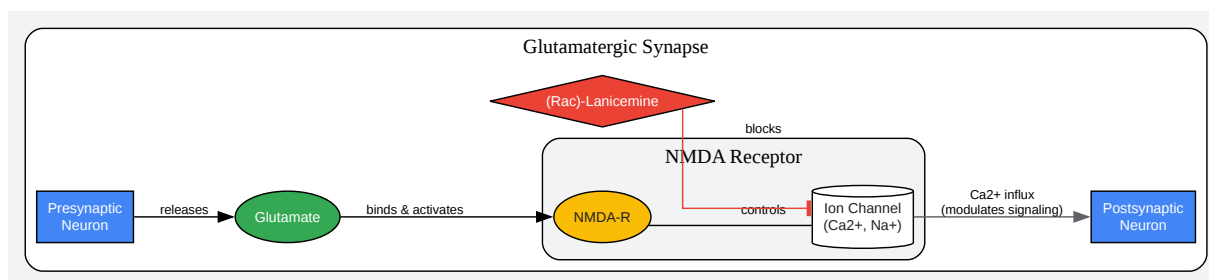 Glutamatergic Synapse
(Rac)-Lanicemine
blocks
NMDA Receptor
Presynaptic
Neuron
releases
Glutamate
binds & activates
NMDA-R
controls
Ion Channel
(Ca2+, Na+)
Ca2+ influx
(modulates signaling)
Postsynaptic
Neuron